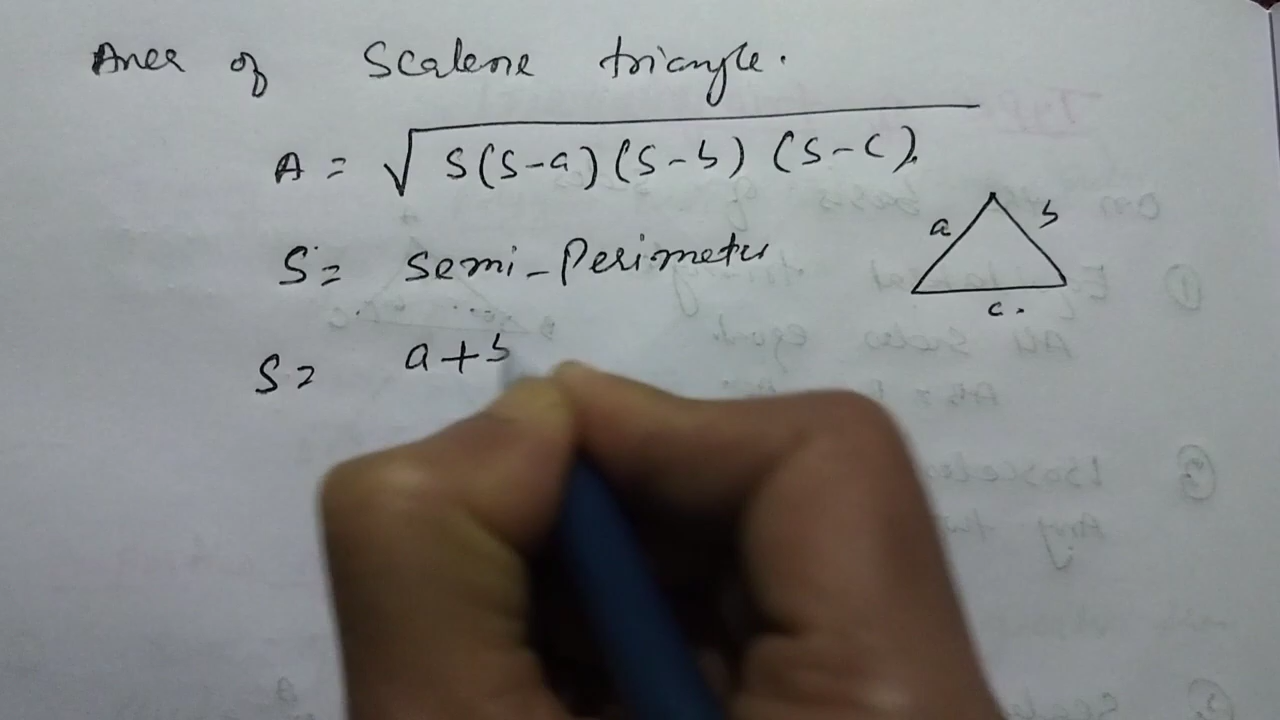 Area of Scalene triangle.
A = √S(S-a)(S-b)(S-c).
S = Semi-Perimeter
a b
c.
S = a+b